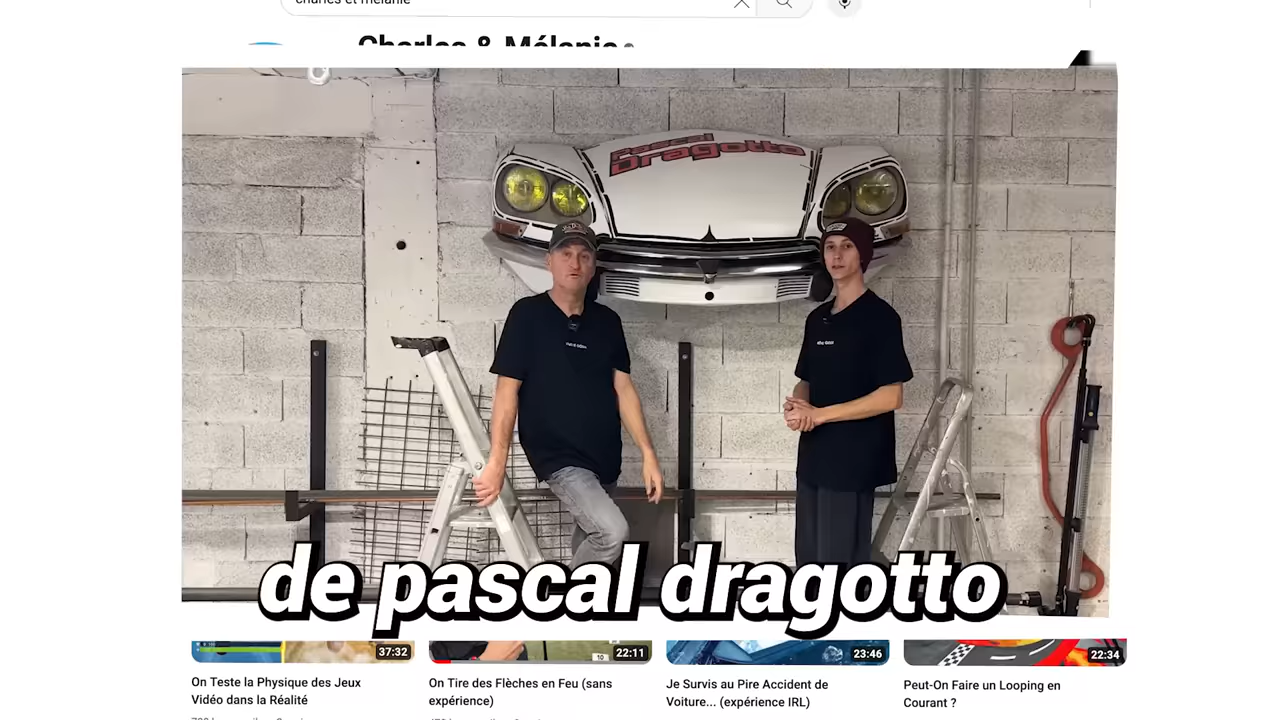 charles et mélanie
Charles & Mélanie
Pascal
Dragotto
de pascal dragotto
37:32
10
22:11
23:46
22:34
On Teste la Physique des Jeux
Vidéo dans la Réalité
On Tire des Flèches en Feu (sans
expérience)
Je Survis au Pire Accident de
Voiture... (expérience IRL)
Peut-On Faire un Looping en
Courant ?